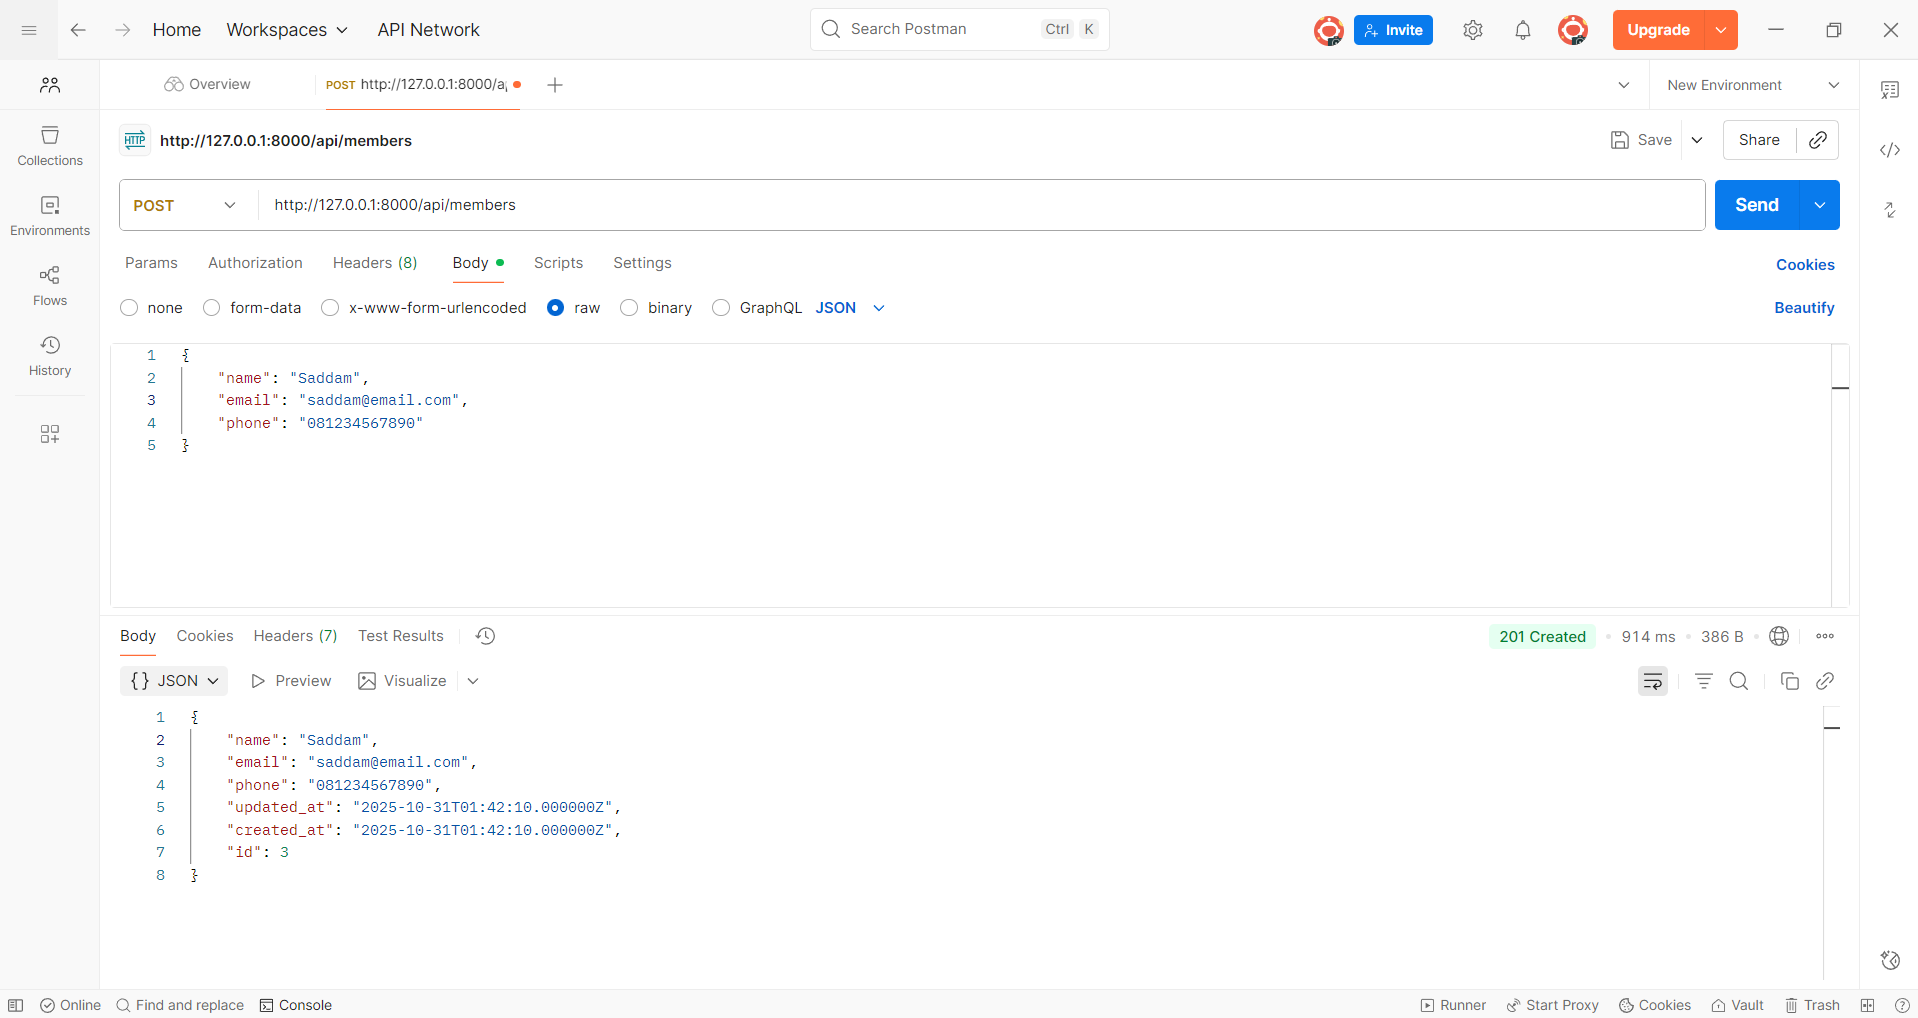 Home Workspaces API Network Search Postman Ctrl K Invite Upgrade
Overview POST http://127.0.0.1:8000/a New Environment
HTTP http://127.0.0.1:8000/api/members Save Share
POST http://127.0.0.1:8000/api/members Send
Collections
Environments
Flows
History
Params Authorization Headers (8) Body Scripts Settings Cookies
none form-data x-www-form-urlencoded raw binary GraphQL JSON Beautify
1 {
2 "name": "Saddam",
3 "email": "saddam@email.com",
4 "phone": "081234567890"
5 }
Body Cookies Headers (7) Test Results 201 Created • 914 ms • 386 B •
{} JSON Preview Visualize
1 {
2 "name": "Saddam",
3 "email": "saddam@email.com",
4 "phone": "081234567890",
5 "updated_at": "2025-10-31T01:42:10.000000Z",
6 "created_at": "2025-10-31T01:42:10.000000Z",
7 "id": 3
8 }
Online Find and replace Console Runner Start Proxy Cookies Vault Trash